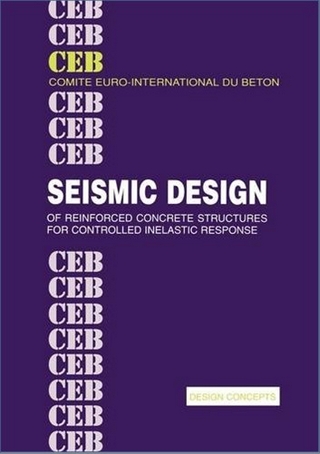 CEB
CEB
CEB
COMITE EURO-INTERNATIONAL DU BETON
CEB
CEB
CEB
SEISMIC DESIGN
OF REINFORCED CONCRETE STRUCTURES
FOR CONTROLLED INELASTIC RESPONSE
CEB
CEB
CEB
CEB
CEB
CEB
CEB
CEB
DESIGN CONCEPTS